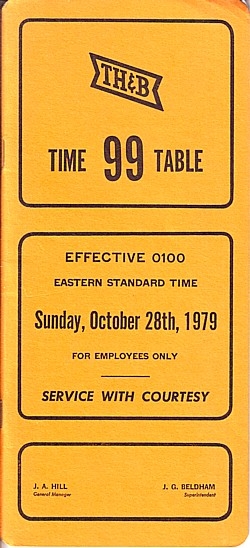 TH&B
TIME 99 TABLE
EFFECTIVE 0100
EASTERN STANDARD TIME
Sunday, October 28th, 1979
FOR EMPLOYEES ONLY
SERVICE WITH COURTESY
J. A. HILL J. G. BELDHAM
General Manager Superintendent